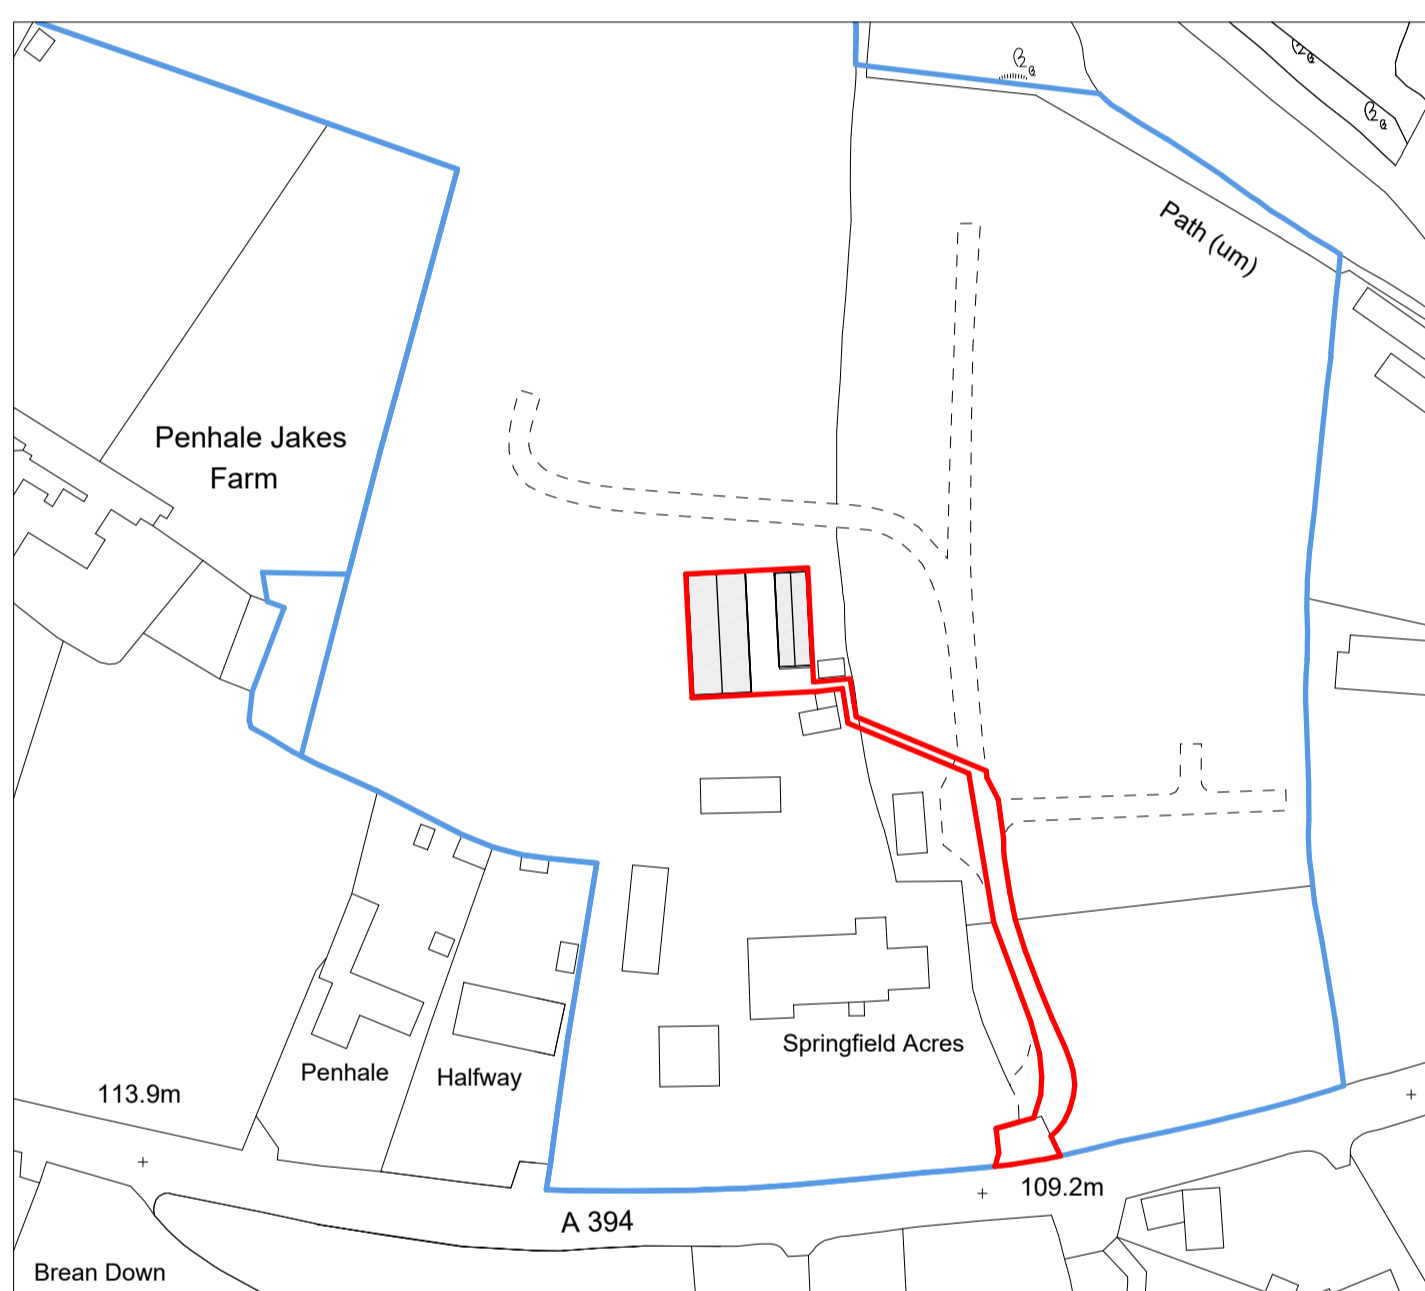 Path (um)
Penhale Jakes
Farm
Springfield Acres
Penhale
Halfway
113.9m
109.2m
A 394
Brean Down